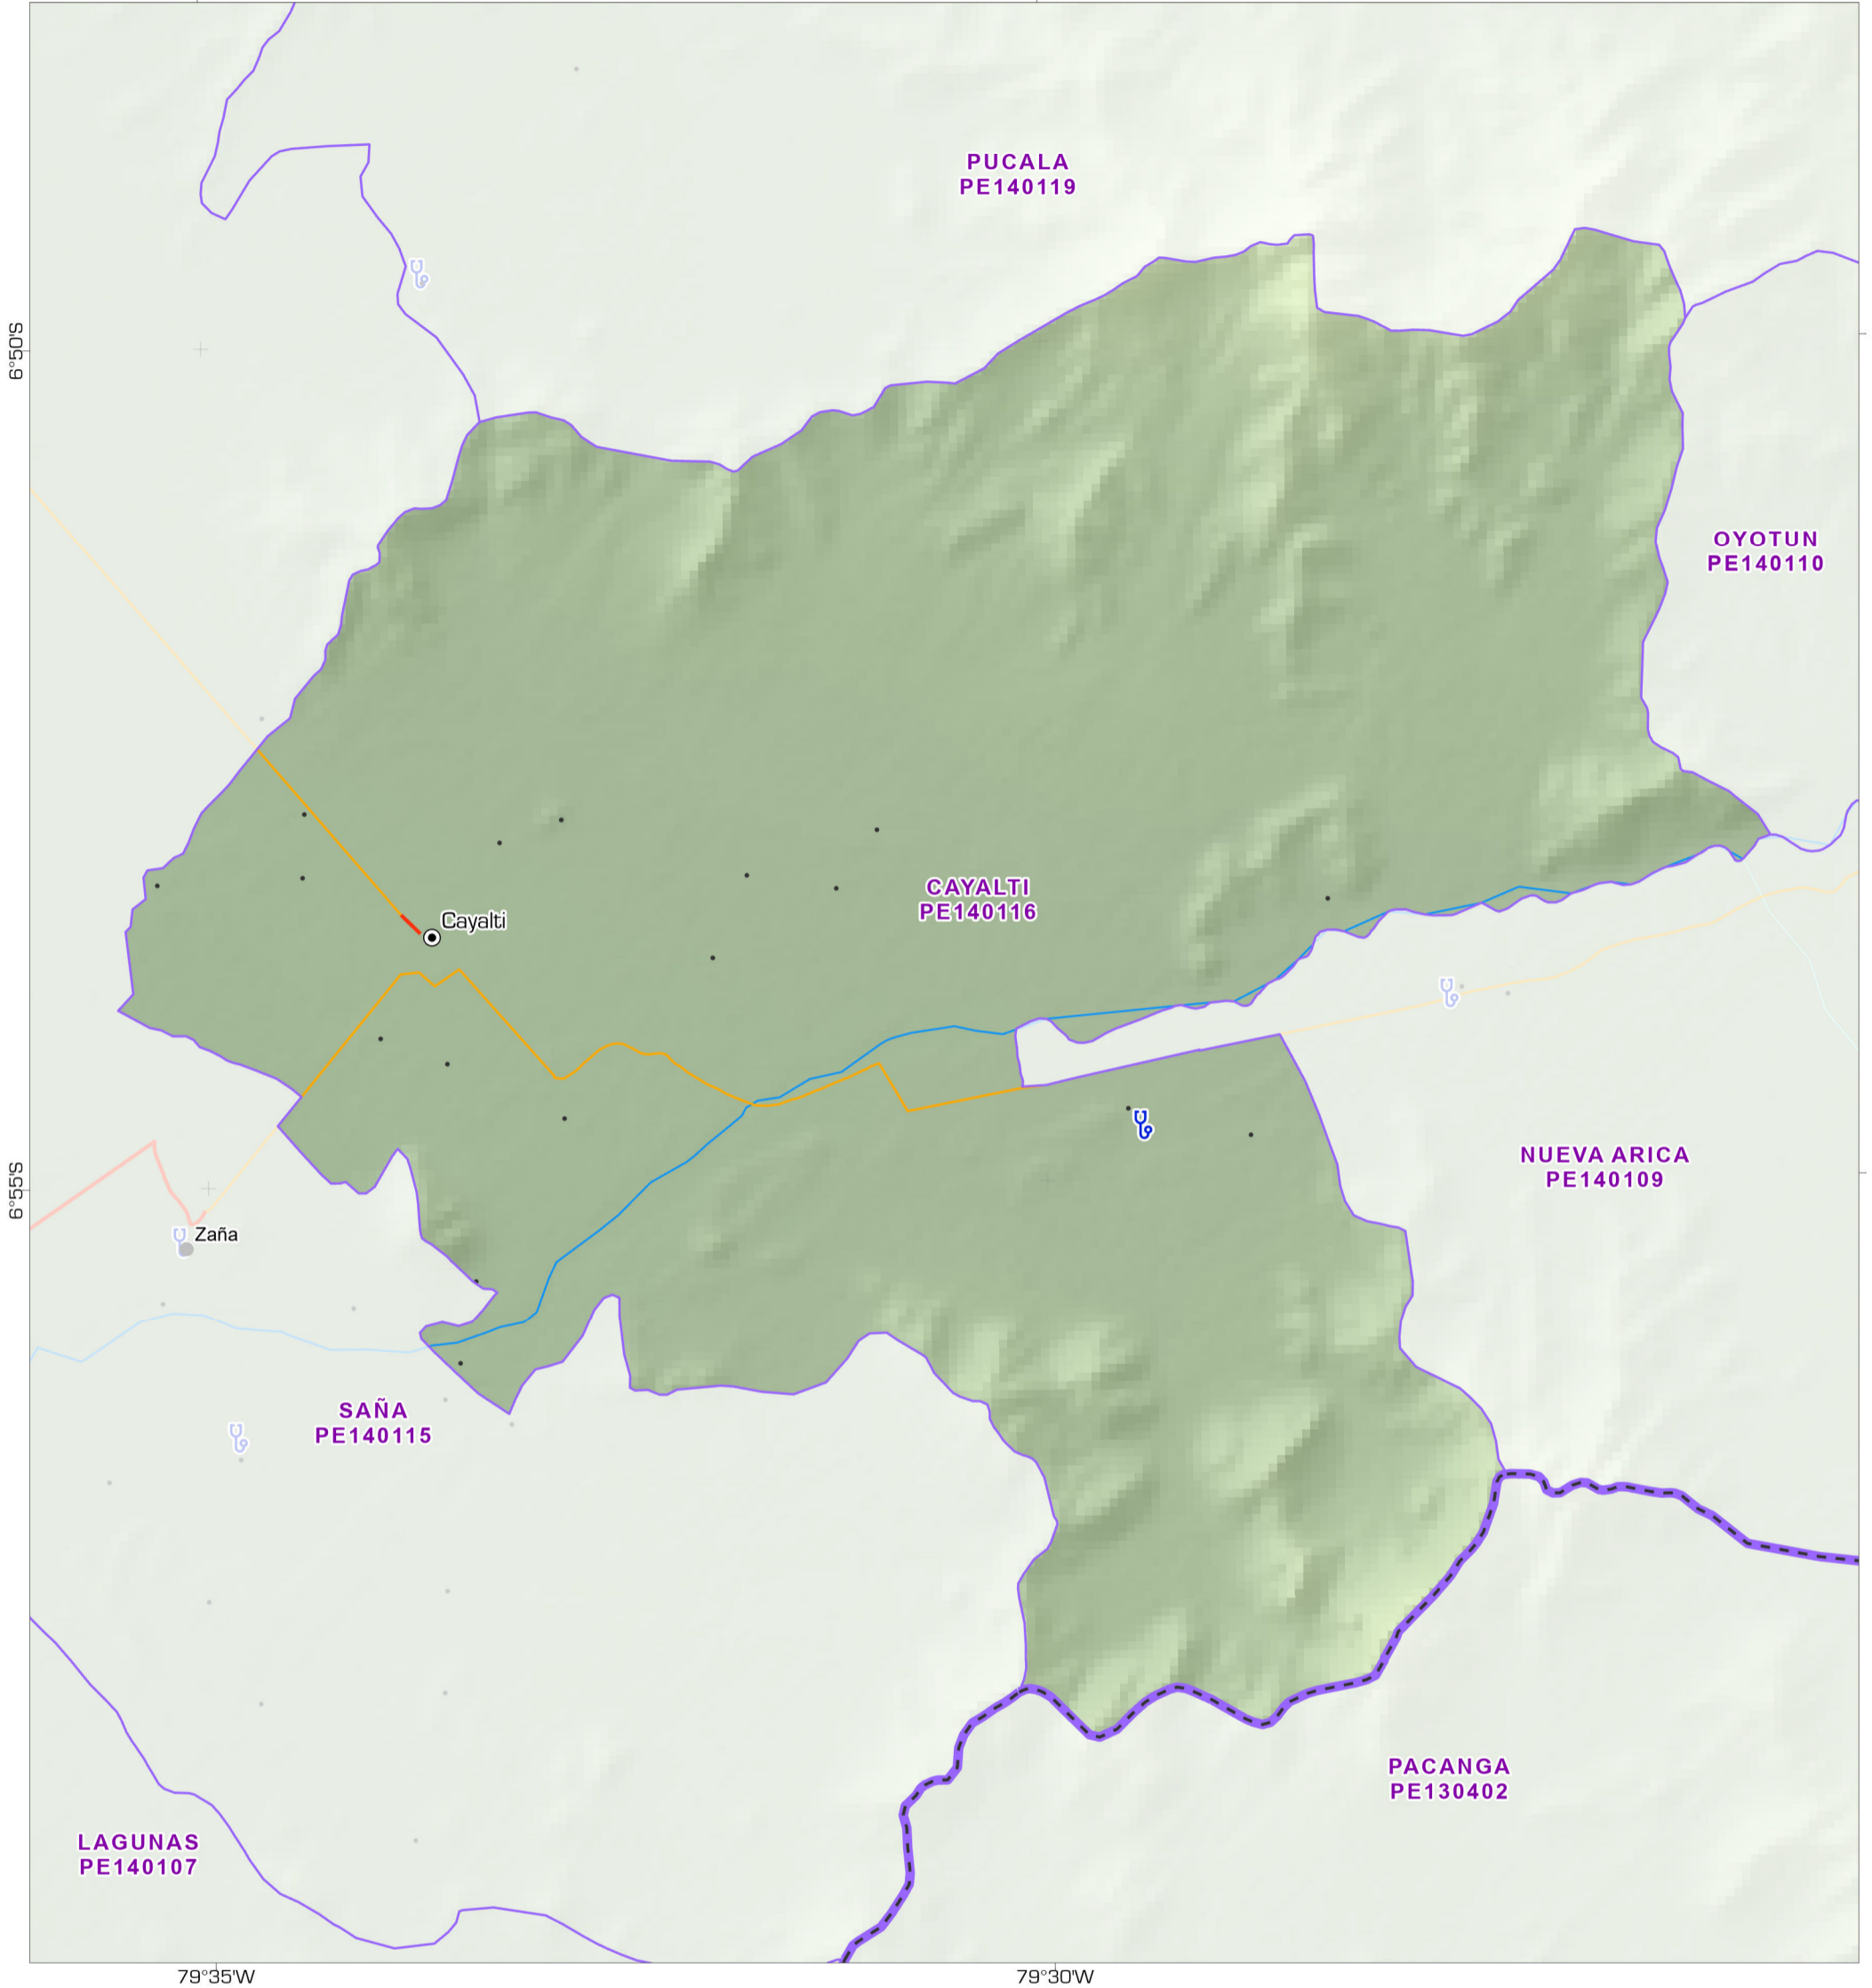 PUCALA
PE140119
6°50'S
OYOTUN
PE140110
CAYALTI
PE140116
Cayalti
NUEVA ARICA
PE140109
6°55'S
Zaña
SAÑA
PE140115
PACANGA
PE130402
LAGUNAS
PE140107
79°35'W
79°30'W